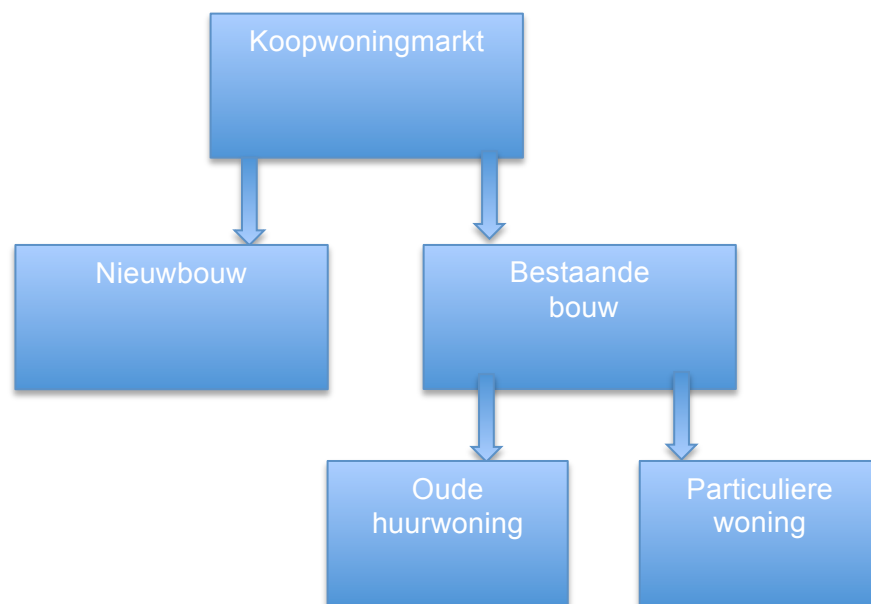 Koopwoningmarkt
Nieuwbouw
Bestaande
bouw
Oude
huurwoning
Particuliere
woning